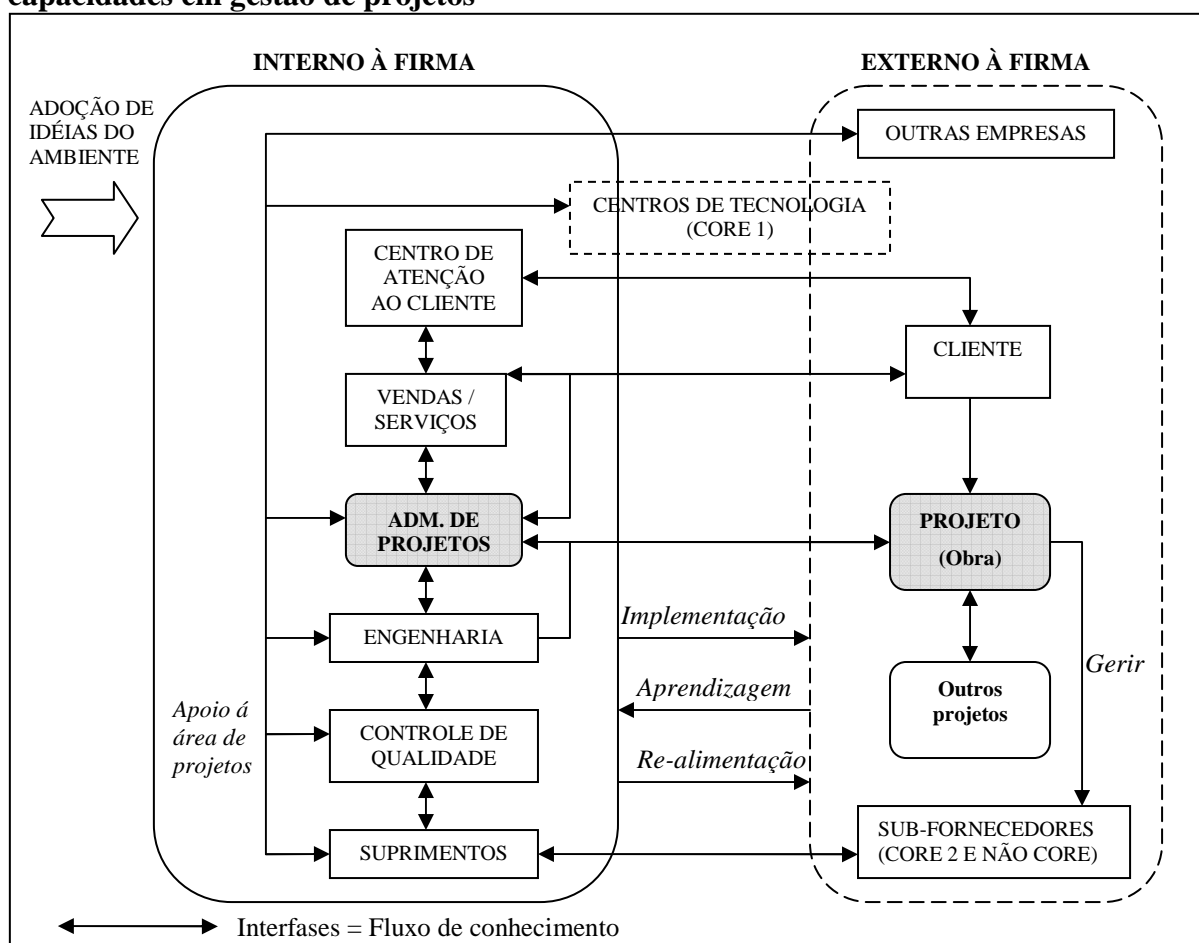 capacidades em gestão de projetos
INTERNO À FIRMA
EXTERNO À FIRMA
ADOÇÃO DE
IDÉIAS DO
AMBIENTE
OUTRAS EMPRESAS
CENTROS DE TECNOLOGIA
(CORE 1)
CENTRO DE
ATENÇÃO
AO CLIENTE
CLIENTE
VENDAS /
SERVIÇOS
ADM. DE
PROJETOS
PROJETO
(Obra)
ENGENHARIA
Implementação
Gerir
Aprendizagem
Outros
projetos
Apoio á
área de
projetos
CONTROLE DE
QUALIDADE
Re-alimentação
SUPRIMENTOS
SUB-FORNECEDORES
(CORE 2 E NÃO CORE)
Interfases = Fluxo de conhecimento